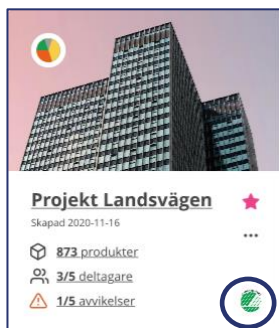 Projekt Landsvägen
Skapad 2020-11-16
873 produkter
3/5 deltagare
1/5 avvikelser